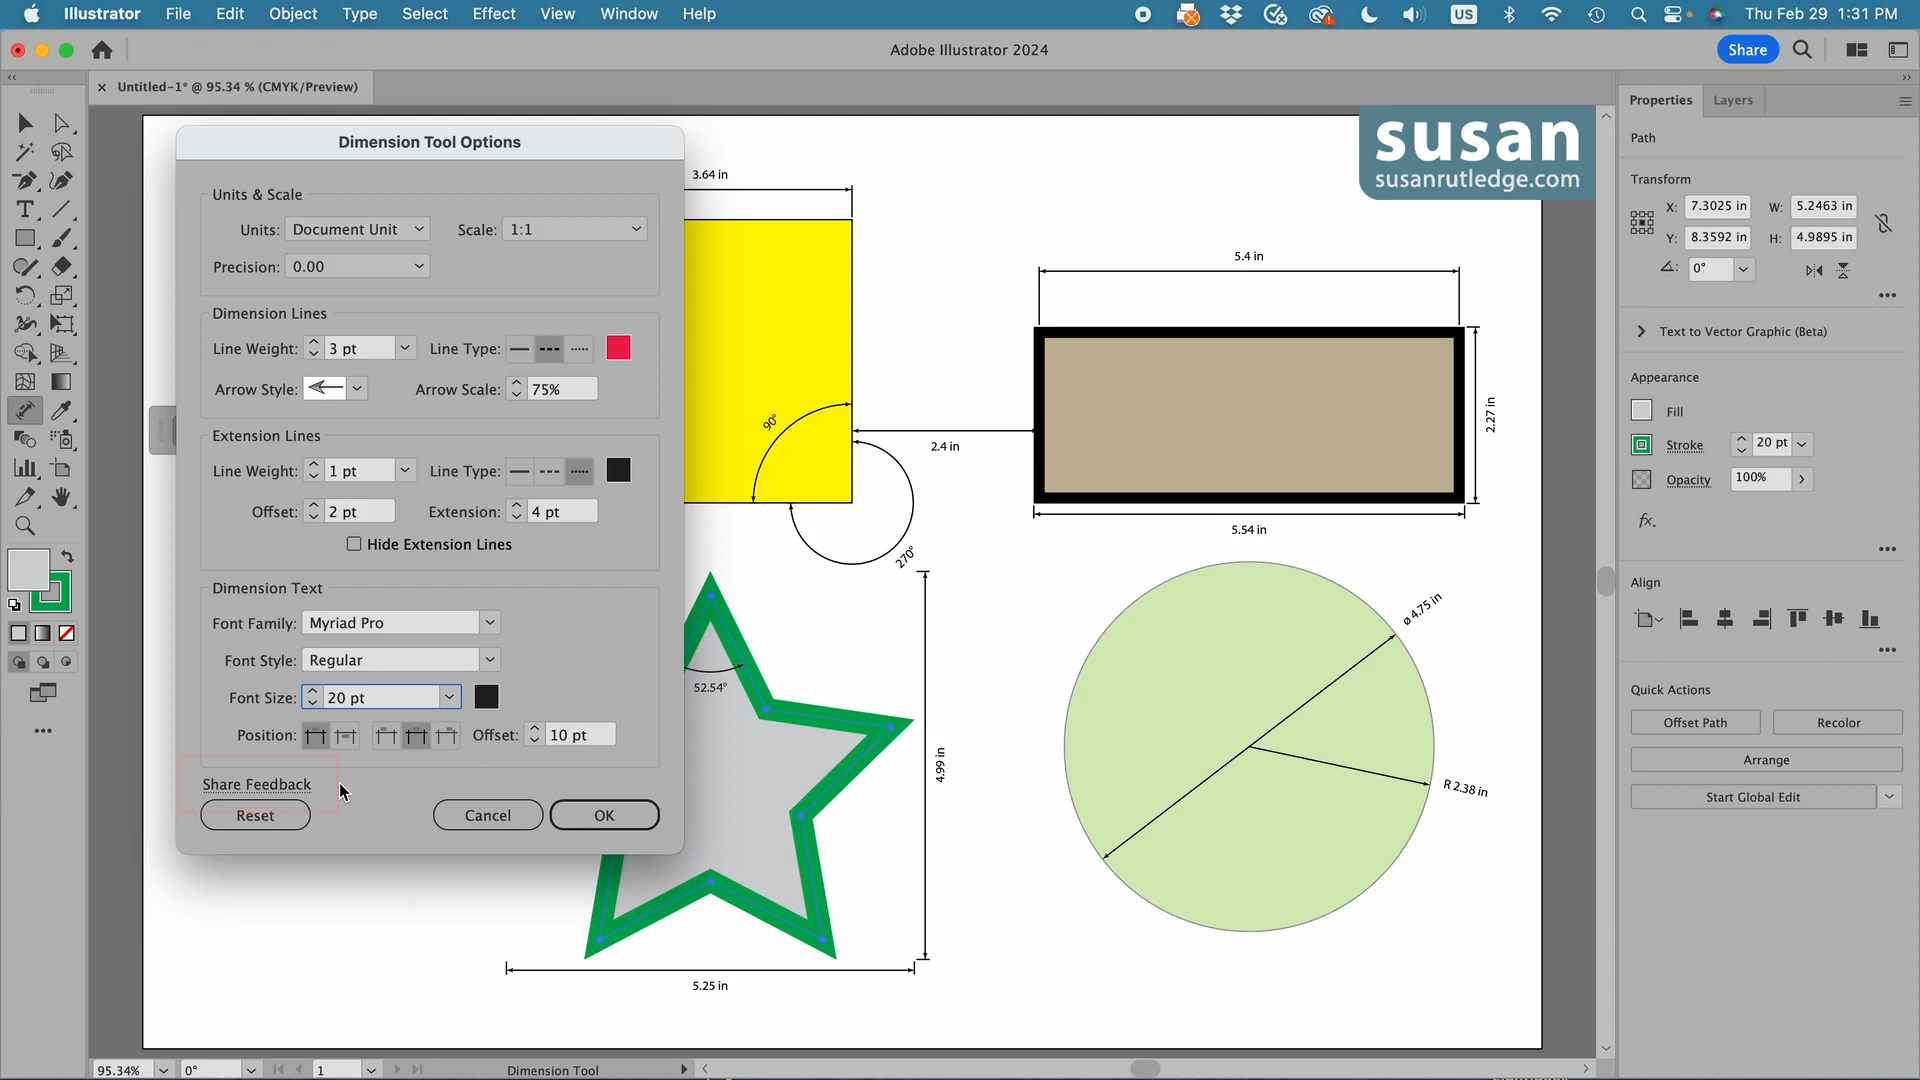 Illustrator File Edit Object Type Select Effect View Window Help US Thu Feb 29 1:31 PM
Adobe Illustrator 2024
Share
Untitled-1* @ 95.34 % (CMYK/Preview)
susan
susanrutledge.com
Dimension Tool Options
Units & Scale
Units: Document Unit Scale: 1:1
Precision: 0.00
Dimension Lines
Line Weight: 3 pt Line Type:
Arrow Style: Arrow Scale: 75%
Extension Lines
Line Weight: 1 pt Line Type:
Offset: 2 pt Extension: 4 pt
Hide Extension Lines
Dimension Text
Font Family: Myriad Pro
Font Style: Regular
Font Size: 20 pt
Position: Offset: 10 pt
Share Feedback
Reset Cancel OK
3.64 in
90°
270°
2.4 in
5.4 in
2.27 in
5.54 in
52.54°
4.99 in
5.25 in
⌀ 4.75 in
R 2.38 in
Properties Layers
Path
Transform
X: 7.3025 in W: 5.2463 in
Y: 8.3592 in H: 4.9895 in
0°
Text to Vector Graphic (Beta)
Appearance
Fill
Stroke 20 pt
Opacity 100%
fx.
Align
Quick Actions
Offset Path Recolor
Arrange
Start Global Edit
95.34% 0° 1 Dimension Tool